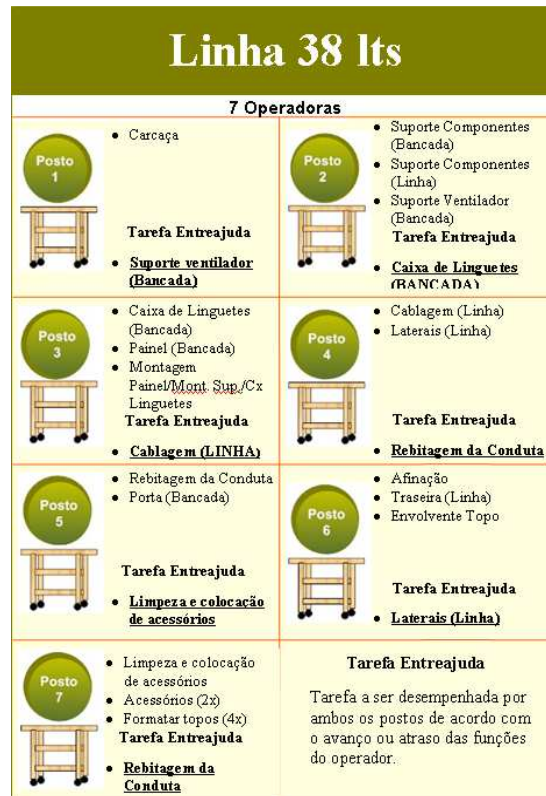 Linha 38 lts
7 Operadoras
Posto
1
• Carcaça
Tarefa Entreajuda
• Suporte ventilador
(Bancada)
Posto
2
• Suporte Componentes
(Bancada)
• Suporte Componentes
(Linha)
• Suporte Ventilador
(Bancada)
Tarefa Entreajuda
• Caixa de Linguetes
(BANCADA)
Posto
3
• Caixa de Linguetes
(Bancada)
• Painel (Bancada)
• Montagem
Painel/Mont. Sup./Cx
Linguetes
Tarefa Entreajuda
• Cablagem (LINHA)
Posto
4
• Cablagem (Linha)
• Laterais (Linha)
Tarefa Entreajuda
• Rebitagem da Conduta
Posto
5
• Rebitagem da Conduta
• Porta (Bancada)
Tarefa Entreajuda
• Limpeza e colocação
de acessórios
Posto
6
• Afinação
• Traseira (Linha)
• Envolvente Topo
Tarefa Entreajuda
• Laterais (Linha)
Posto
7
• Limpeza e colocação
de acessórios
• Acessórios (2x)
• Formatar topos (4x)
Tarefa Entreajuda
• Rebitagem da
Conduta
Tarefa Entreajuda
Tarefa a ser desempenhada por
ambos os postos de acordo com
o avanço ou atraso das funções
do operador.